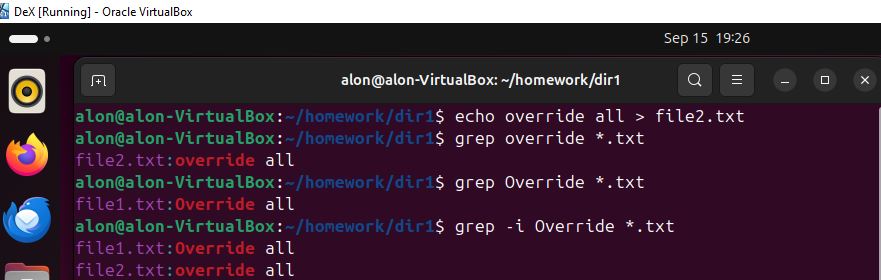 DeX [Running] - Oracle VirtualBox
Sep 15 19:26
alon@alon-VirtualBox: ~/homework/dir1
alon@alon-VirtualBox:~/homework/dir1$ echo override all > file2.txt
alon@alon-VirtualBox:~/homework/dir1$ grep override *.txt
file2.txt:override all
alon@alon-VirtualBox:~/homework/dir1$ grep Override *.txt
file1.txt:Override all
alon@alon-VirtualBox:~/homework/dir1$ grep -i Override *.txt
file1.txt:Override all
file2.txt:override all